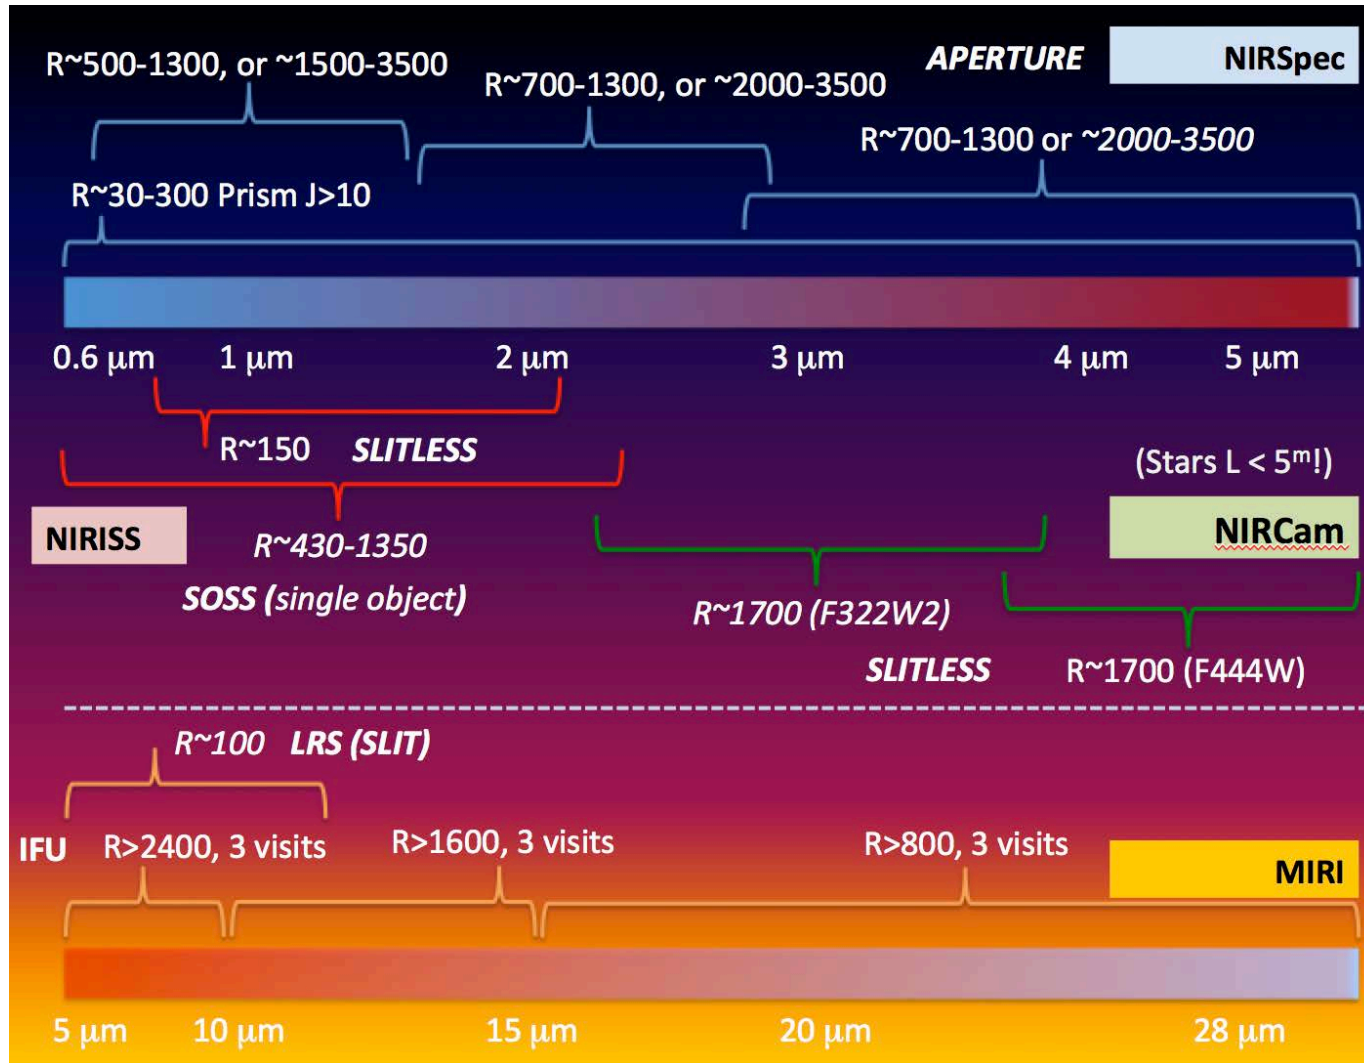 R~500-1300, or ~1500-3500
APERTURE
NIRSpec
R~700-1300, or ~2000-3500
R~700-1300 or ~2000-3500
R~30-300 Prism J>10
0.6 μm 1 μm 2 μm 3 μm 4 μm 5 μm
R~150 SLITLESS
(Stars L < 5ᵐ!)
NIRISS
R~430-1350
NIRCam
SOSS (single object)
R~1700 (F322W2)
SLITLESS R~1700 (F444W)
R~100 LRS (SLIT)
IFU R>2400, 3 visits R>1600, 3 visits R>800, 3 visits
MIRI
5 μm 10 μm 15 μm 20 μm 28 μm